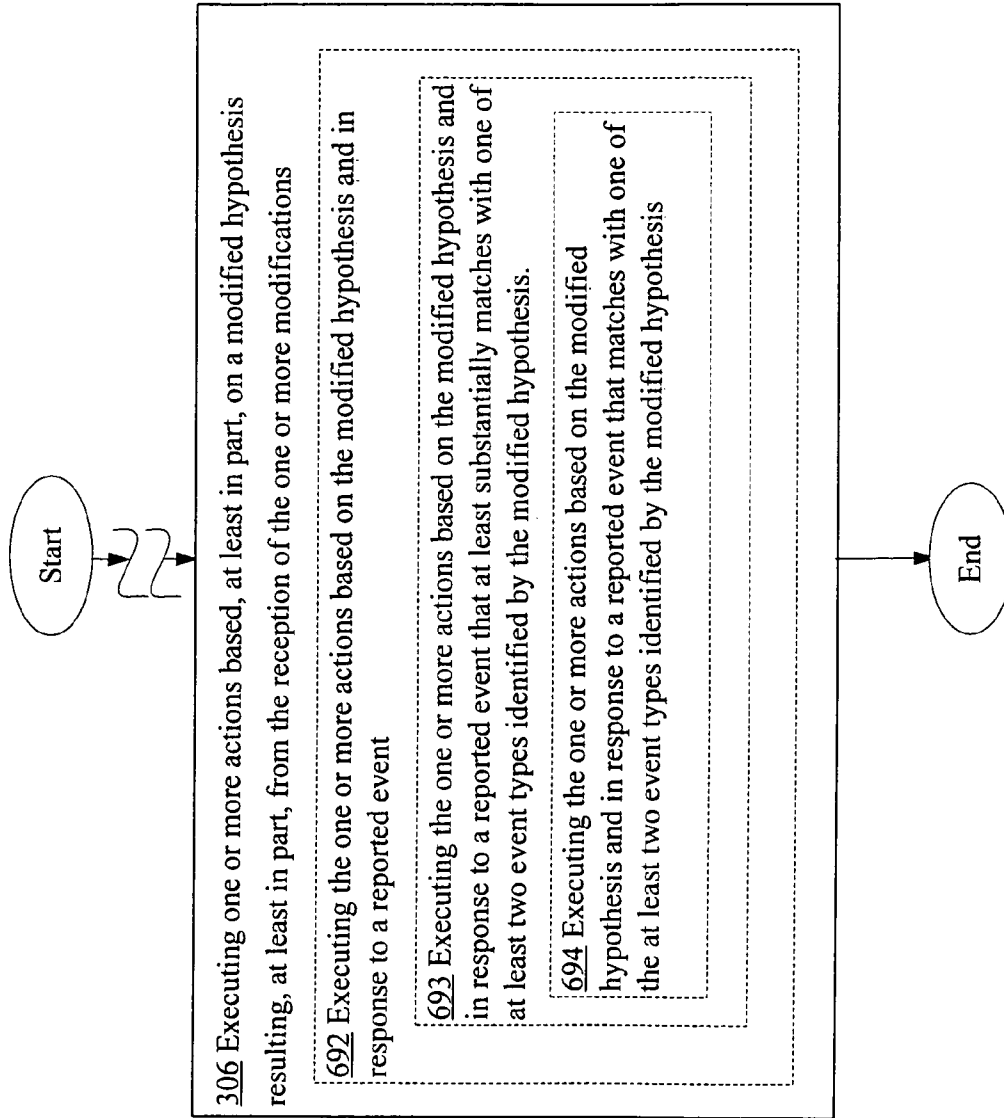 Start
306 Executing one or more actions based, at least in part, on a modified hypothesis
resulting, at least in part, from the reception of the one or more modifications
692 Executing the one or more actions based on the modified hypothesis and in
response to a reported event
693 Executing the one or more actions based on the modified hypothesis and
in response to a reported event that at least substantially matches with one of
at least two event types identified by the modified hypothesis.
694 Executing the one or more actions based on the modified
hypothesis and in response to a reported event that matches with one of
the at least two event types identified by the modified hypothesis
End